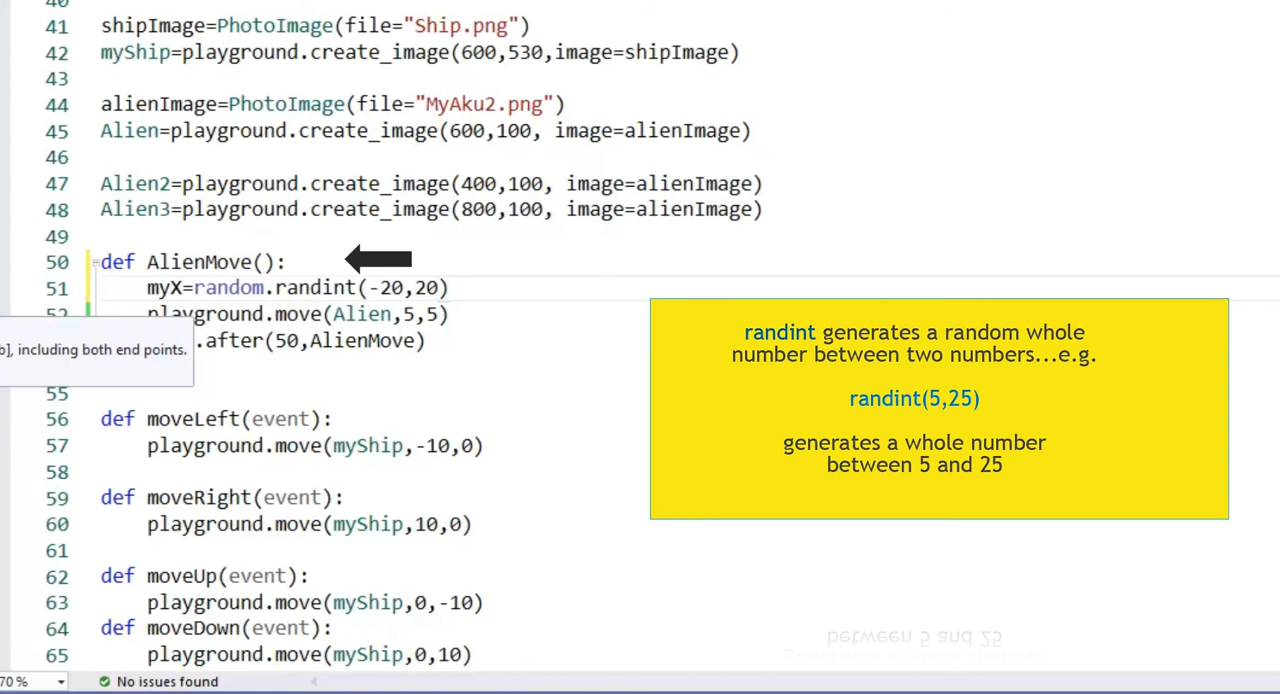 40
41 shipImage=PhotoImage(file="Ship.png")
42 myShip=playground.create_image(600,530,image=shipImage)
43
44 alienImage=PhotoImage(file="MyAku2.png")
45 Alien=playground.create_image(600,100, image=alienImage)
46
47 Alien2=playground.create_image(400,100, image=alienImage)
48 Alien3=playground.create_image(800,100, image=alienImage)
49
50 def AlienMove():
51 myX=random.randint(-20,20)
52 playground.move(Alien,5,5)
b], including both end points.
.after(50,AlienMove)
55
56 def moveLeft(event):
57 playground.move(myShip,-10,0)
58
59 def moveRight(event):
60 playground.move(myShip,10,0)
61
62 def moveUp(event):
63 playground.move(myShip,0,-10)
64 def moveDown(event):
65 playground.move(myShip,0,10)
randint generates a random whole
number between two numbers...e.g.
randint(5,25)
generates a whole number
between 5 and 25
between 5 and 25
70 %
No issues found